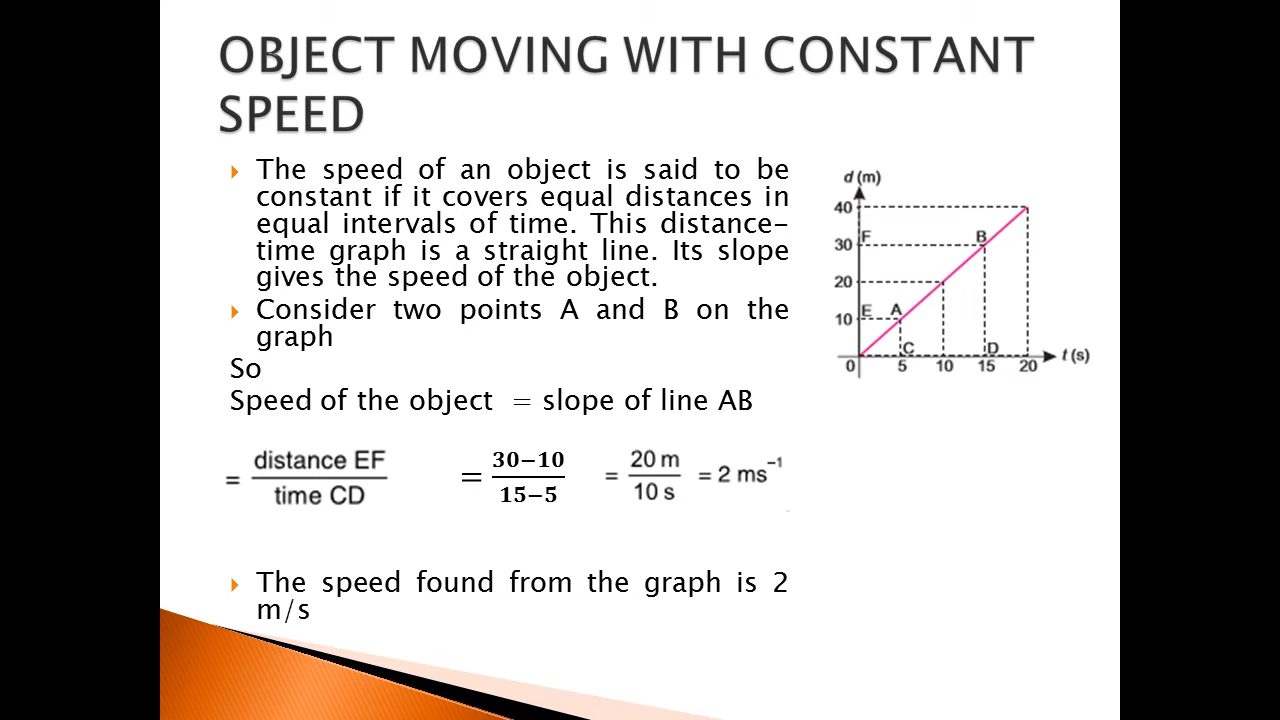 OBJECT MOVING WITH CONSTANT
SPEED
The speed of an object is said to be
constant if it covers equal distances in
equal intervals of time. This distance-
time graph is a straight line. Its slope
gives the speed of the object.
Consider two points A and B on the
graph
So
Speed of the object = slope of line AB
= distance EF / time CD = 30−10 / 15−5 = 20 m / 10 s = 2 ms⁻¹
The speed found from the graph is 2
m/s
d (m)
40
F B
30
20
E A
10
C D
0 5 10 15 20 t (s)